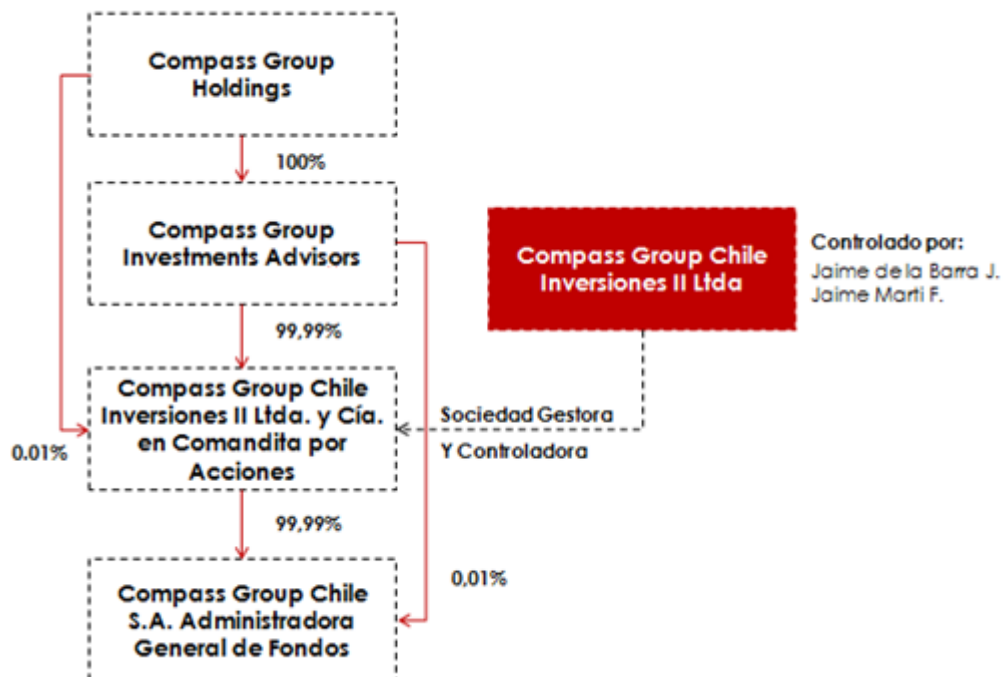 Compass Group
Holdings
100%
Compass Group
Investments Advisors
99,99%
Compass Group Chile
Inversiones II Ltda
Controlado por:
Jaime de la Barra J.
Jaime Marti F.
Compass Group Chile
Inversiones II Ltda. y Cía.
en Comandita por
Acciones
0.01%
Sociedad Gestora
Y Controladora
99,99%
0,01%
Compass Group Chile
S.A. Administradora
General de Fondos